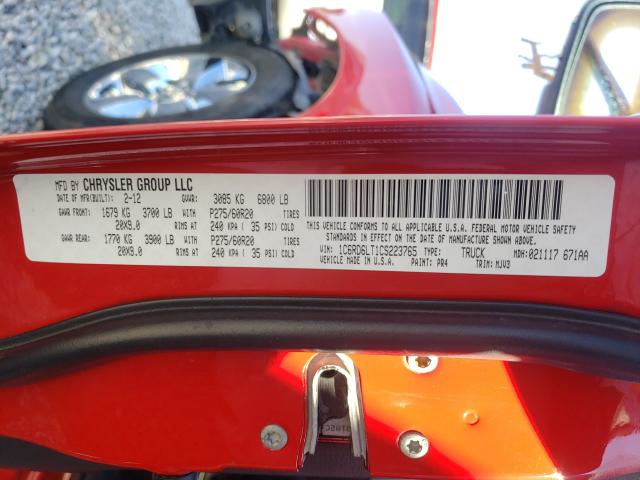 MFD BY CHRYSLER GROUP LLC
DATE OF MFR(BUILT): 2-12 GVWR: 3085 KG 6800 LB
GAWR FRONT: 1679 KG 3700 LB WITH P275/60R20 TIRES
20X9.0 RIMS AT 240 KPA ( 35 PSI) COLD
GAWR REAR: 1770 KG 3900 LB WITH P275/60R20 TIRES
20X9.0 RIMS AT 240 KPA ( 35 PSI) COLD
THIS VEHICLE CONFORMS TO ALL APPLICABLE U.S.A. FEDERAL MOTOR VEHICLE SAFETY
STANDARDS IN EFFECT ON THE DATE OF MANUFACTURE SHOWN ABOVE.
VIN: 1C6RD6LT1CS223765 TYPE: TRUCK MDH: 021117 671AA
VEHICLE MADE IN U.S.A. PAINT: PR4 TRIM: MJV3